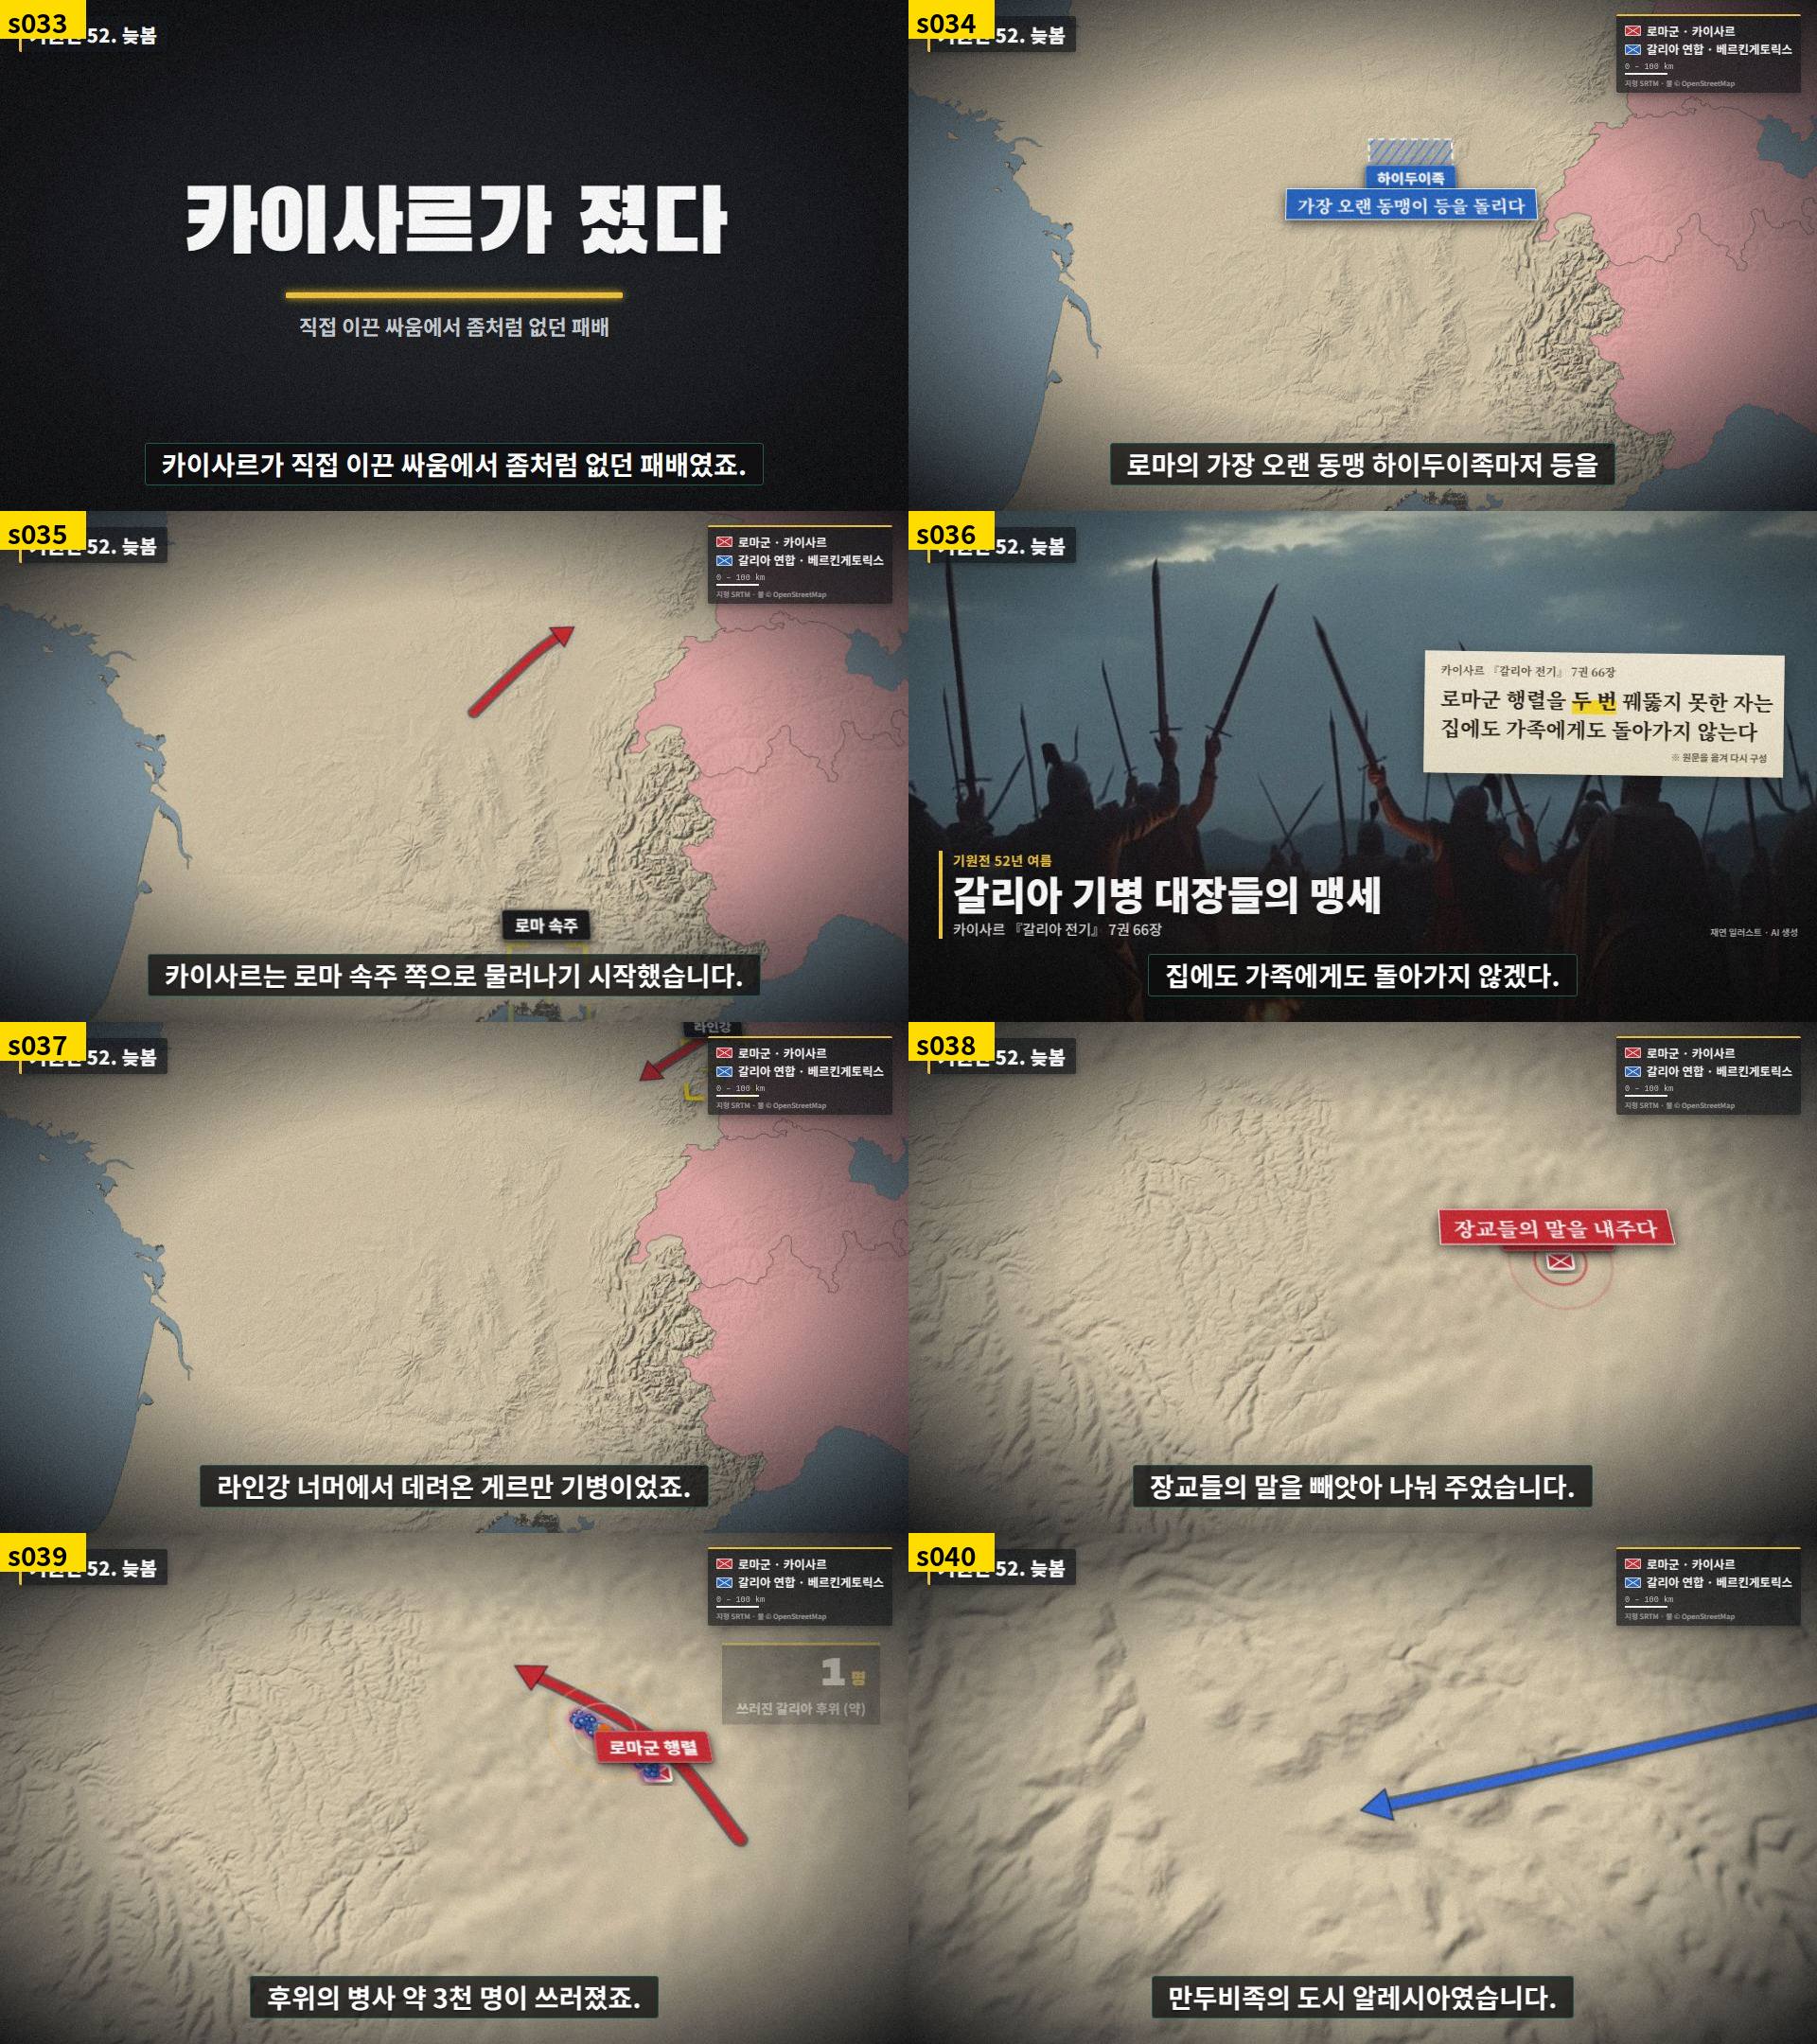 s033
52. 늦봄
카이사르가 졌다
직접 이끈 싸움에서 좀처럼 없던 패배
카이사르가 직접 이끈 싸움에서 좀처럼 없던 패배였죠.
s034
52. 늦봄
로마군 · 카이사르
갈리아 연합 · 베르킨게토릭스
0 – 100 km
지형 SRTM · 물 © OpenStreetMap
하이두이족
가장 오랜 동맹이 등을 돌리다
로마의 가장 오랜 동맹 하이두이족마저 등을
s035
52. 늦봄
로마군 · 카이사르
갈리아 연합 · 베르킨게토릭스
0 – 100 km
지형 SRTM · 물 © OpenStreetMap
로마 속주
카이사르는 로마 속주 쪽으로 물러나기 시작했습니다.
s036
52. 늦봄
카이사르 『갈리아 전기』 7권 66장
로마군 행렬을 두 번 꿰뚫지 못한 자는
집에도 가족에게도 돌아가지 않는다
※ 원문을 옮겨 다시 구성
기원전 52년 여름
갈리아 기병 대장들의 맹세
카이사르 『갈리아 전기』 7권 66장
재연 일러스트 · AI 생성
집에도 가족에게도 돌아가지 않겠다.
s037
52. 늦봄
라인강
로마군 · 카이사르
갈리아 연합 · 베르킨게토릭스
0 – 100 km
지형 SRTM · 물 © OpenStreetMap
라인강 너머에서 데려온 게르만 기병이었죠.
s038
52. 늦봄
로마군 · 카이사르
갈리아 연합 · 베르킨게토릭스
0 – 100 km
지형 SRTM · 물 © OpenStreetMap
장교들의 말을 내주다
장교들의 말을 빼앗아 나눠 주었습니다.
s039
52. 늦봄
로마군 · 카이사르
갈리아 연합 · 베르킨게토릭스
0 – 100 km
지형 SRTM · 물 © OpenStreetMap
1 명
쓰러진 갈리아 후위 (약)
로마군 행렬
후위의 병사 약 3천 명이 쓰러졌죠.
s040
52. 늦봄
로마군 · 카이사르
갈리아 연합 · 베르킨게토릭스
0 – 100 km
지형 SRTM · 물 © OpenStreetMap
만두비족의 도시 알레시아였습니다.